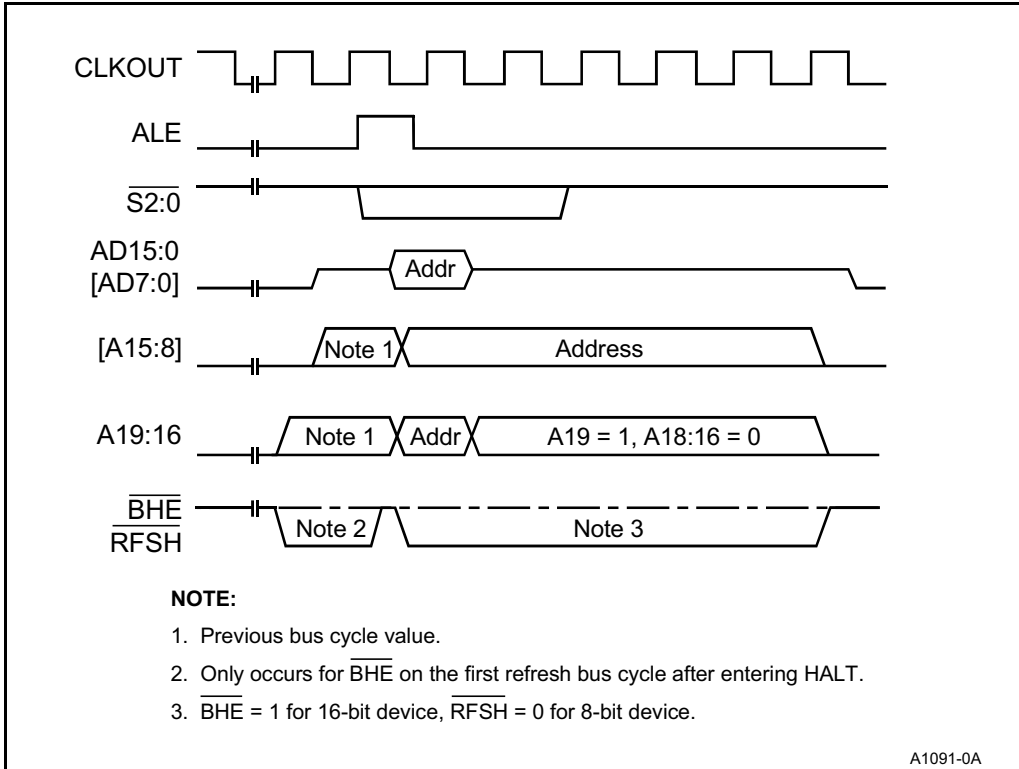 CLKOUT
ALE
S2:0
AD15:0
[AD7:0]
Addr
[A15:8]
Note 1
Address
A19:16
Note 1
Addr
A19 = 1, A18:16 = 0
BHE
RFSH
Note 2
Note 3
NOTE:
1. Previous bus cycle value.
2. Only occurs for BHE on the first refresh bus cycle after entering HALT.
3. BHE = 1 for 16-bit device, RFSH = 0 for 8-bit device.
A1091-0A